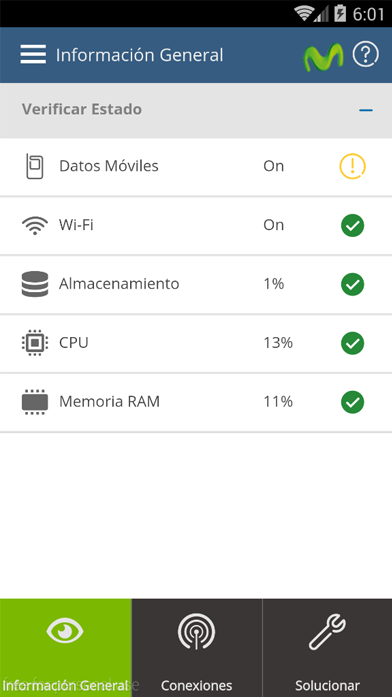 6:01
Información General
Verificar Estado
Datos Móviles On
Wi-Fi On
Almacenamiento 1%
CPU 13%
Memoria RAM 11%
Información General
Conexiones
Solucionar